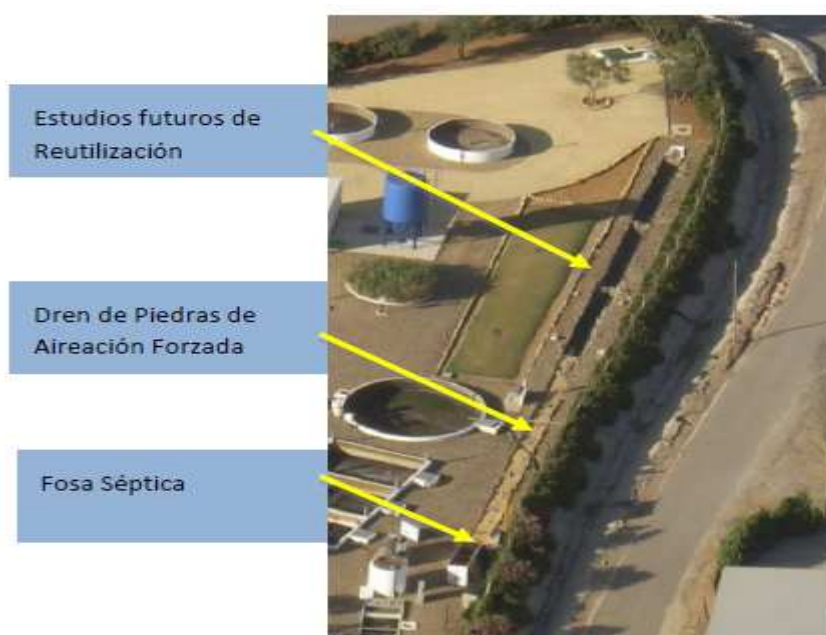 Estudios futuros de
Reutilización
Dren de Piedras de
Aireación Forzada
Fosa Séptica